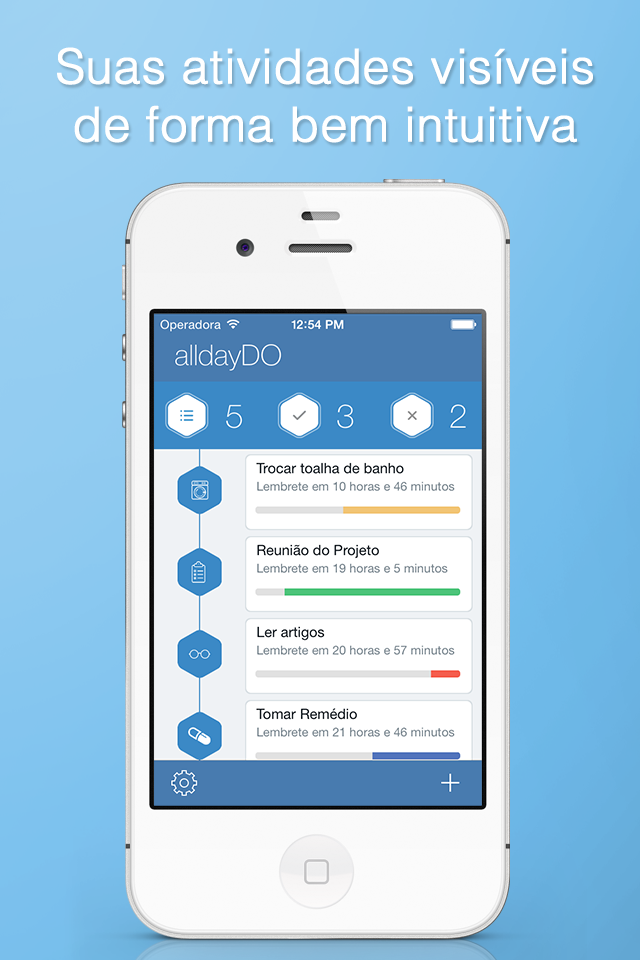 Suas atividades visíveis
de forma bem intuitiva
Operadora 12:54 PM
alldayDO
5 3 2
Trocar toalha de banho
Lembrete em 10 horas e 46 minutos
Reunião do Projeto
Lembrete em 19 horas e 5 minutos
Ler artigos
Lembrete em 20 horas e 57 minutos
Tomar Remédio
Lembrete em 21 horas e 46 minutos